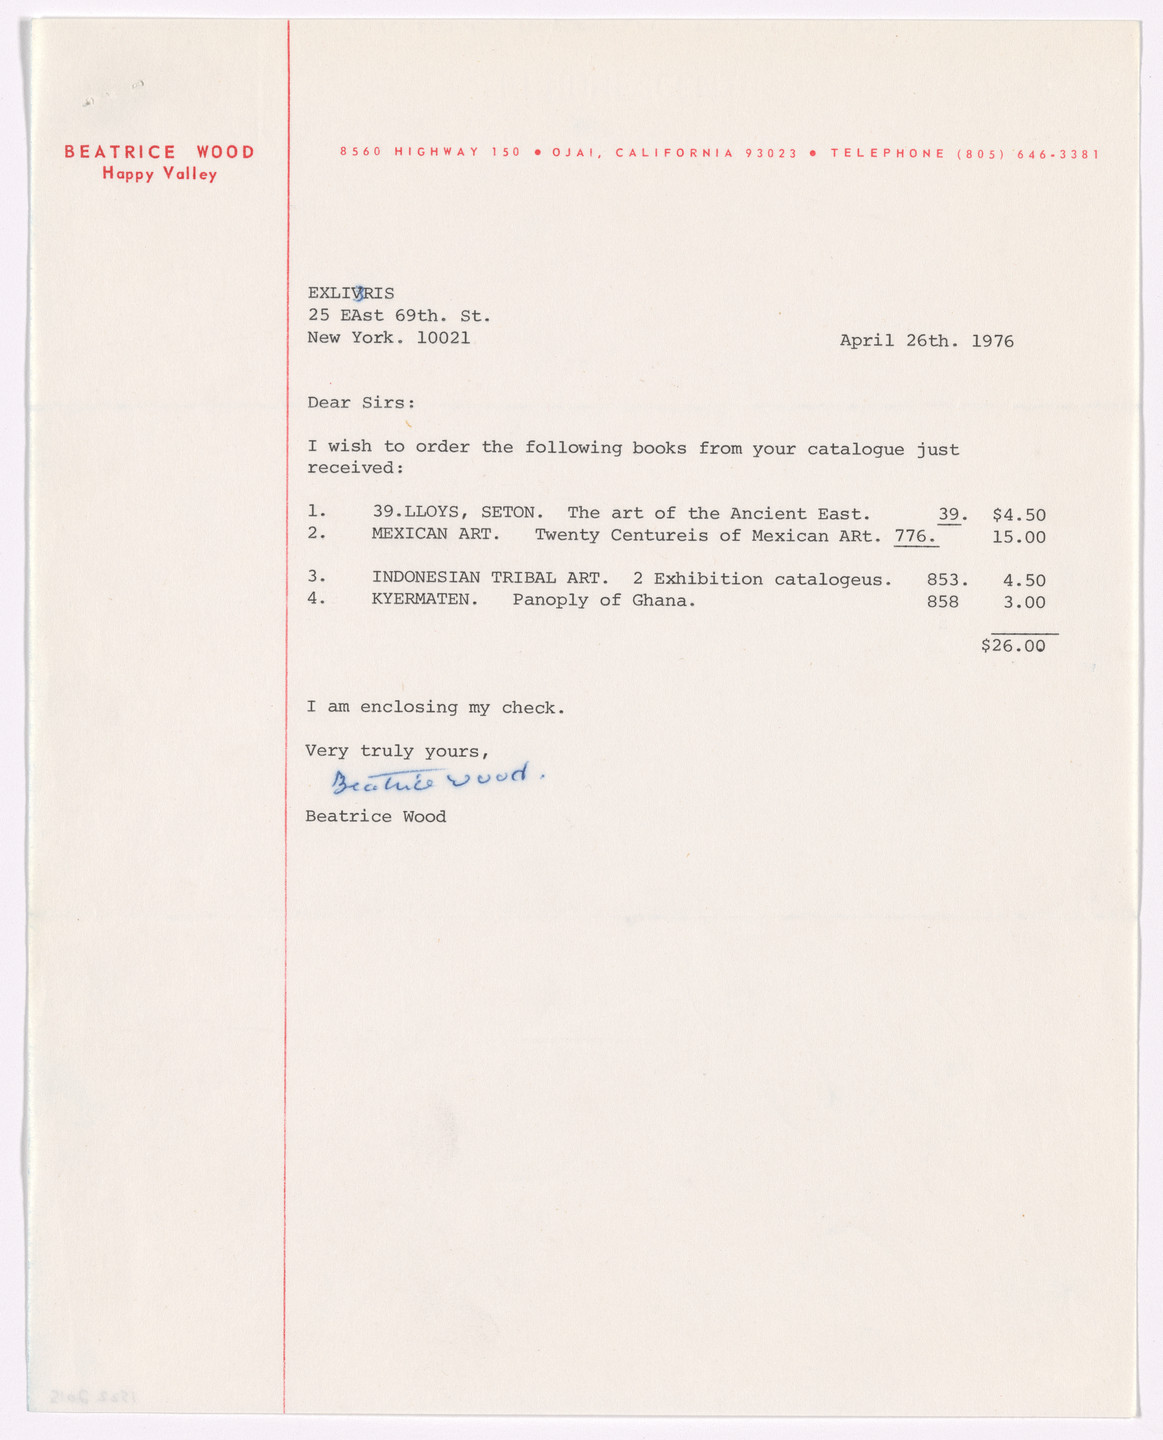 BEATRICE WOOD
Happy Valley
8560 HIGHWAY 150 • OJAI, CALIFORNIA 93023 • TELEPHONE (805) 646-3381
EXLIBRIS
25 EAst 69th. St.
New York. 10021
April 26th. 1976
Dear Sirs:
I wish to order the following books from your catalogue just
received:
1. 39.LLOYS, SETON. The art of the Ancient East. 39. $4.50
2. MEXICAN ART. Twenty Centureis of Mexican ARt. 776. 15.00
3. INDONESIAN TRIBAL ART. 2 Exhibition catalogeus. 853. 4.50
4. KYERMATEN. Panoply of Ghana. 858 3.00
$26.00
I am enclosing my check.
Very truly yours,
Beatrice Wood.
Beatrice Wood